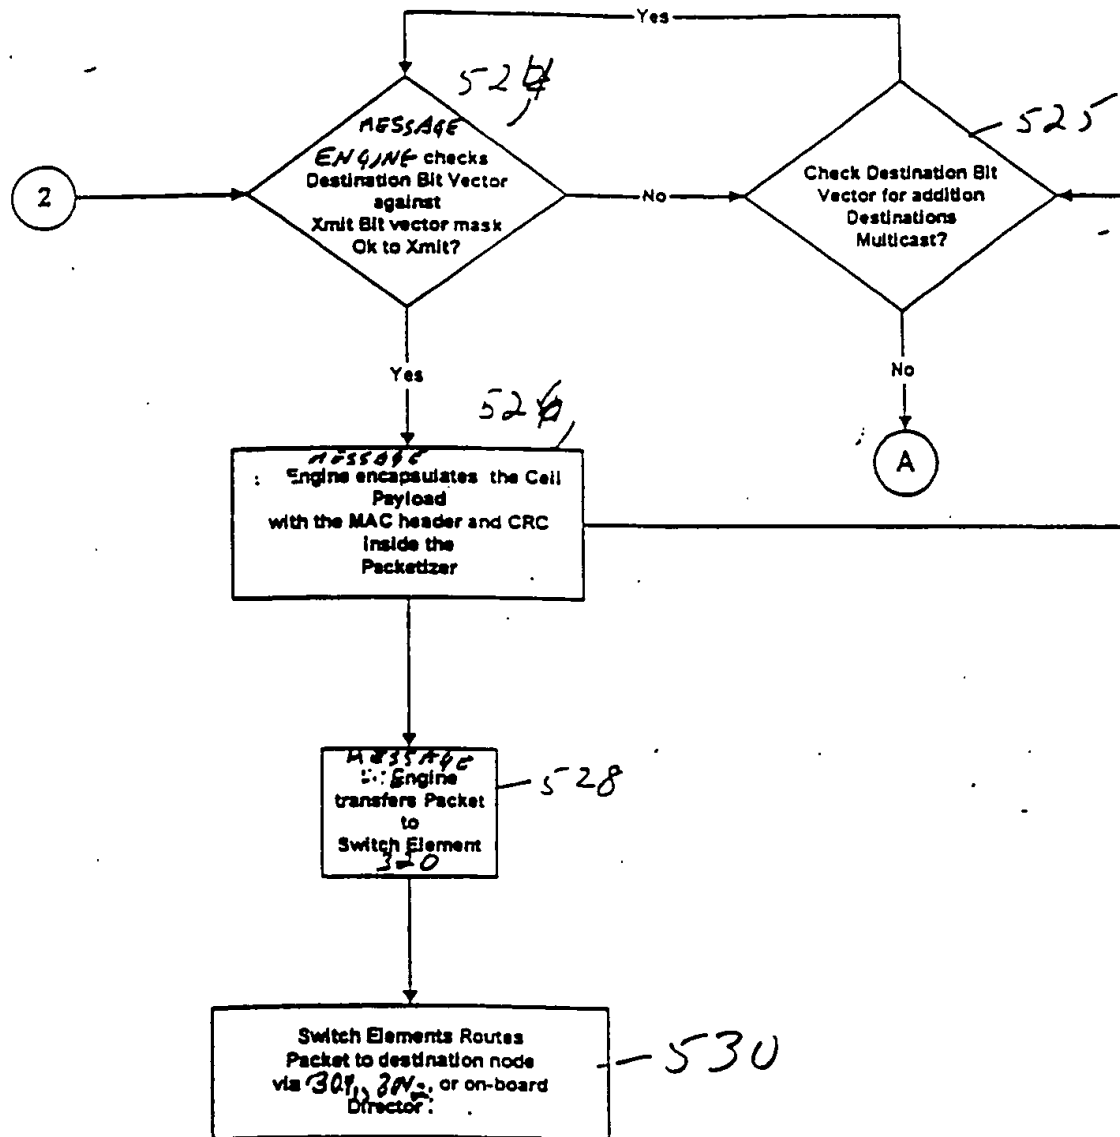 Yes
524
MESSAGE
ENGINE checks
Destination Bit Vector
against
Xmit Bit vector mask
Ok to Xmit?
2
No
525
Check Destination Bit
Vector for addition
Destinations
Multicast?
Yes
No
A
526
MESSAGE
Engine encapsulates the Cell
Payload
with the MAC header and CRC
inside the
Packetizer
MESSAGE
Engine
transfers Packet
to
Switch Element
320
528
Switch Elements Routes
Packet to destination node
via or on-board
Director
530